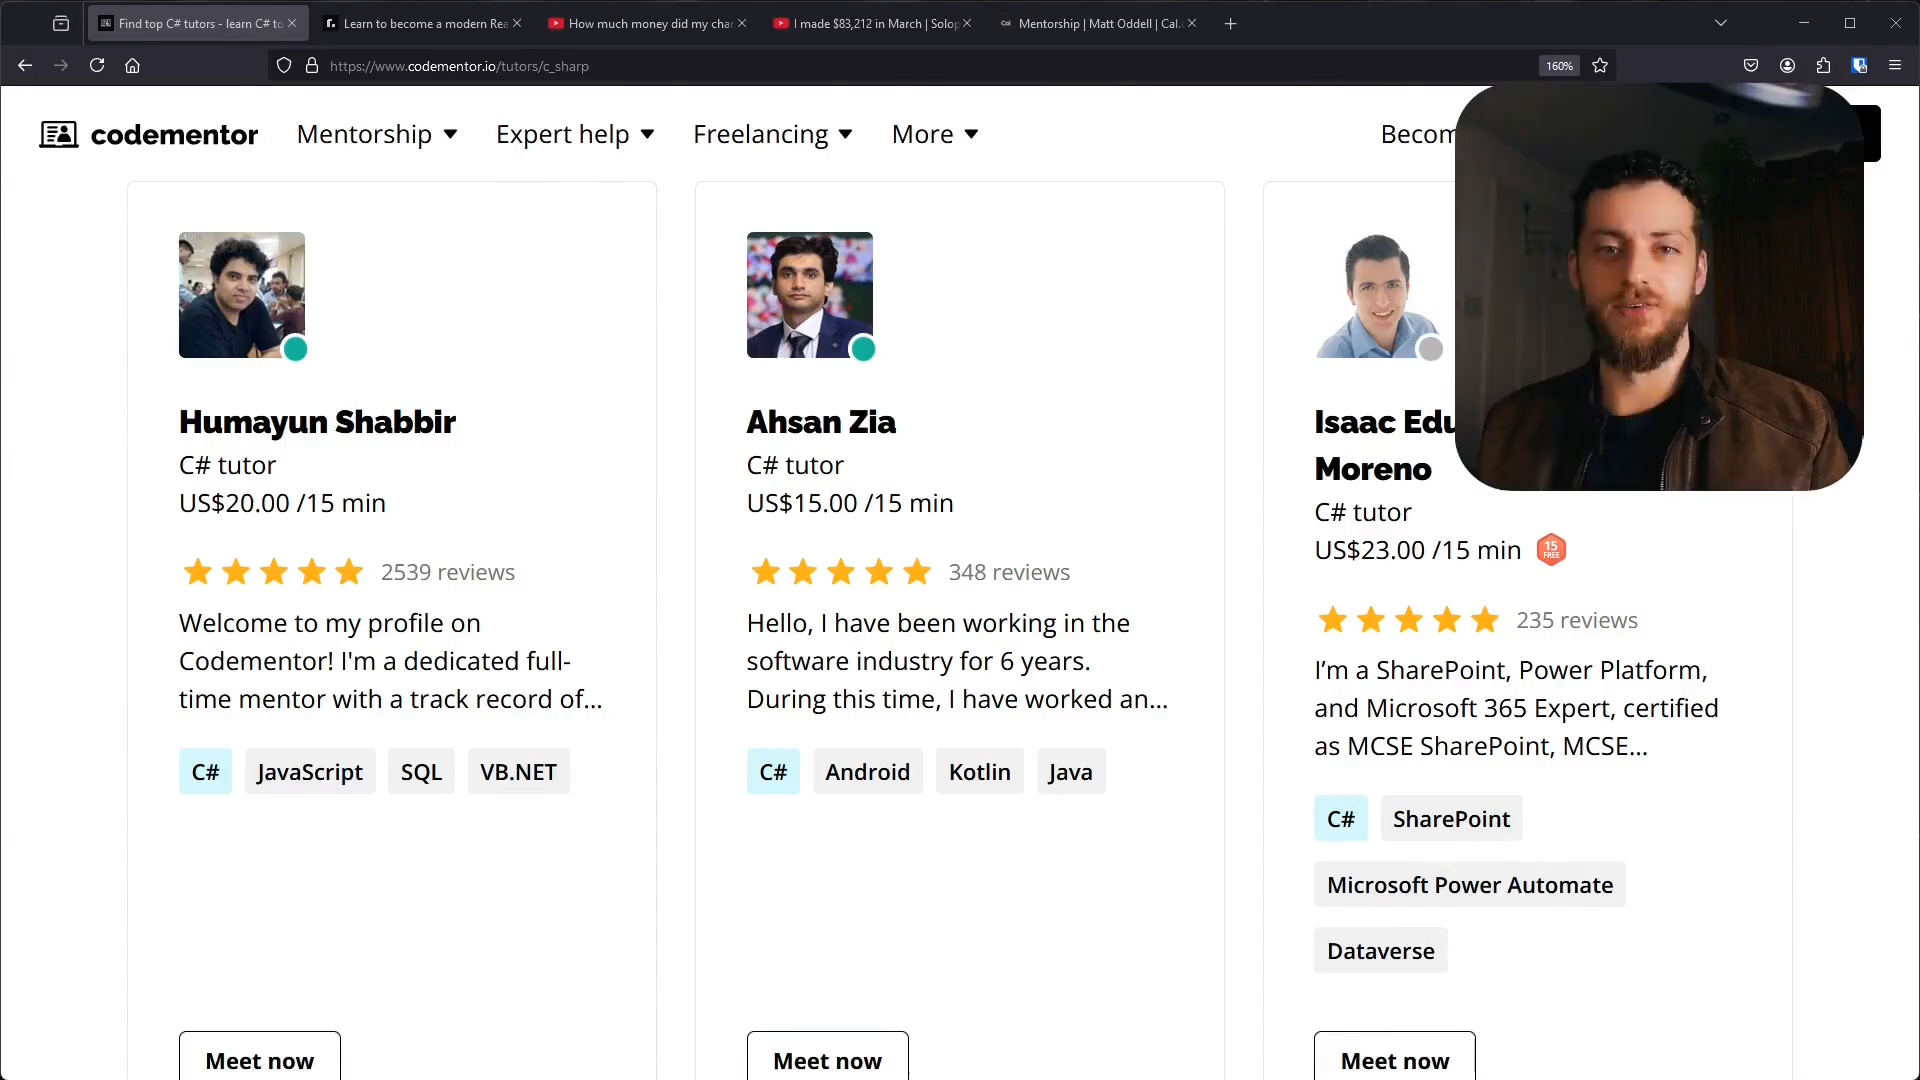 Find top C# tutors - learn C# to
Learn to become a modern Rea
How much money did my char
I made $83,212 in March | Solop
Cal
Mentorship | Matt Oddell | Cal.
https://www.codementor.io/tutors/c_sharp
160%
codementor
Mentorship
Expert help
Freelancing
More
Becom
Humayun Shabbir
C# tutor
US$20.00 /15 min
2539 reviews
Welcome to my profile on
Codementor! I'm a dedicated full-
time mentor with a track record of...
C# JavaScript SQL VB.NET
Meet now
Ahsan Zia
C# tutor
US$15.00 /15 min
348 reviews
Hello, I have been working in the
software industry for 6 years.
During this time, I have worked an...
C# Android Kotlin Java
Meet now
Isaac Edu
Moreno
C# tutor
US$23.00 /15 min
15
FREE
235 reviews
I’m a SharePoint, Power Platform,
and Microsoft 365 Expert, certified
as MCSE SharePoint, MCSE...
C# SharePoint
Microsoft Power Automate
Dataverse
Meet now